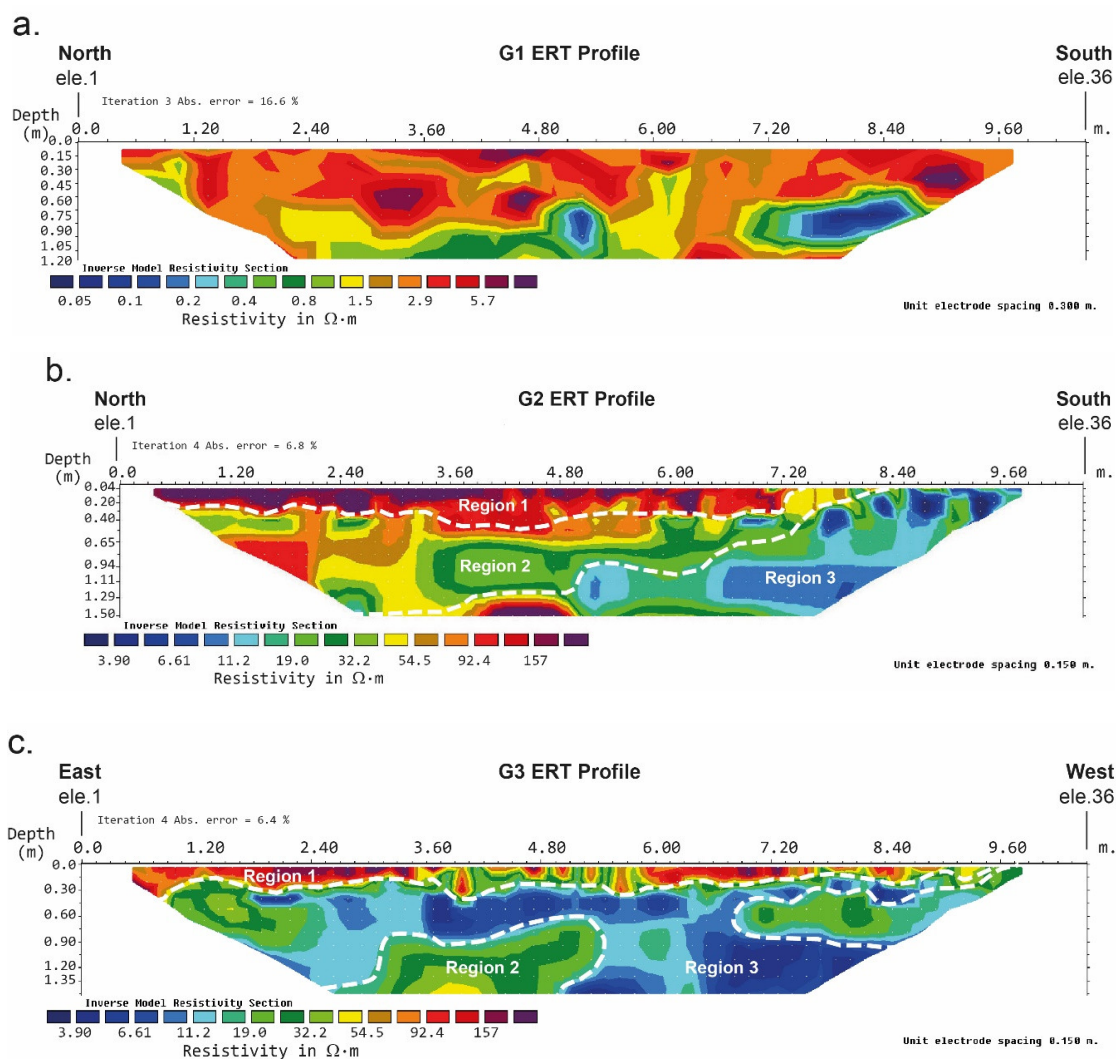 a.
North G1 ERT Profile South
ele.1 ele.36
Iteration 3 Abs. error = 16.6 %
Depth
(m) 0.0 1.20 2.40 3.60 4.80 6.00 7.20 8.40 9.60 m.
0.0
0.15
0.30
0.45
0.60
0.75
0.90
1.05
1.20
Inverse Model Resistivity Section
0.05 0.1 0.2 0.4 0.8 1.5 2.9 5.7
Resistivity in Ω·m
Unit electrode spacing 0.300 m.
b.
North G2 ERT Profile South
ele.1 ele.36
Iteration 4 Abs. error = 6.8 %
Depth
(m) 0.0 1.20 2.40 3.60 4.80 6.00 7.20 8.40 9.60 m.
0.04
0.20
0.40
0.65
0.94
1.11
1.29
1.50
Region 1
Region 2
Region 3
Inverse Model Resistivity Section
3.90 6.61 11.2 19.0 32.2 54.5 92.4 157
Resistivity in Ω·m
Unit electrode spacing 0.150 m.
c.
East G3 ERT Profile West
ele.1 ele.36
Iteration 4 Abs. error = 6.4 %
Depth
(m) 0.0 1.20 2.40 3.60 4.80 6.00 7.20 8.40 9.60 m.
0.0
0.30
0.60
0.90
1.20
1.35
Region 1
Region 2
Region 3
Inverse Model Resistivity Section
3.90 6.61 11.2 19.0 32.2 54.5 92.4 157
Resistivity in Ω·m
Unit electrode spacing 0.150 m.